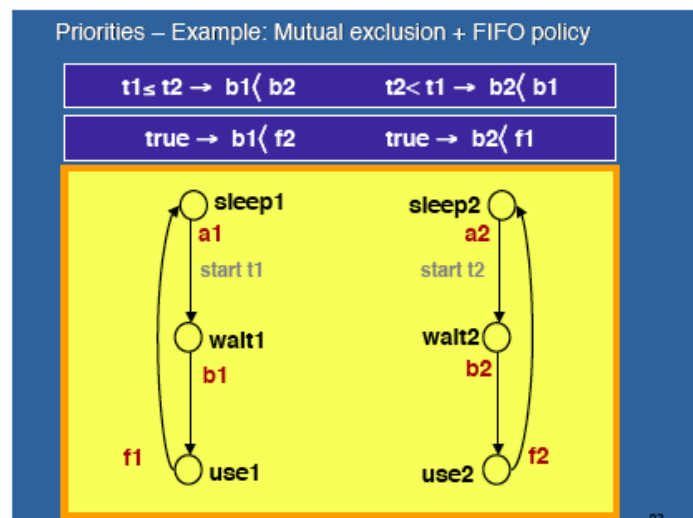 Priorities – Example: Mutual exclusion + FIFO policy
t1≤ t2 → b1⟨ b2 t2< t1 → b2⟨ b1
true → b1⟨ f2 true → b2⟨ f1
sleep1 sleep2
a1 a2
start t1 start t2
wait1 wait2
b1 b2
f1 f2
use1 use2